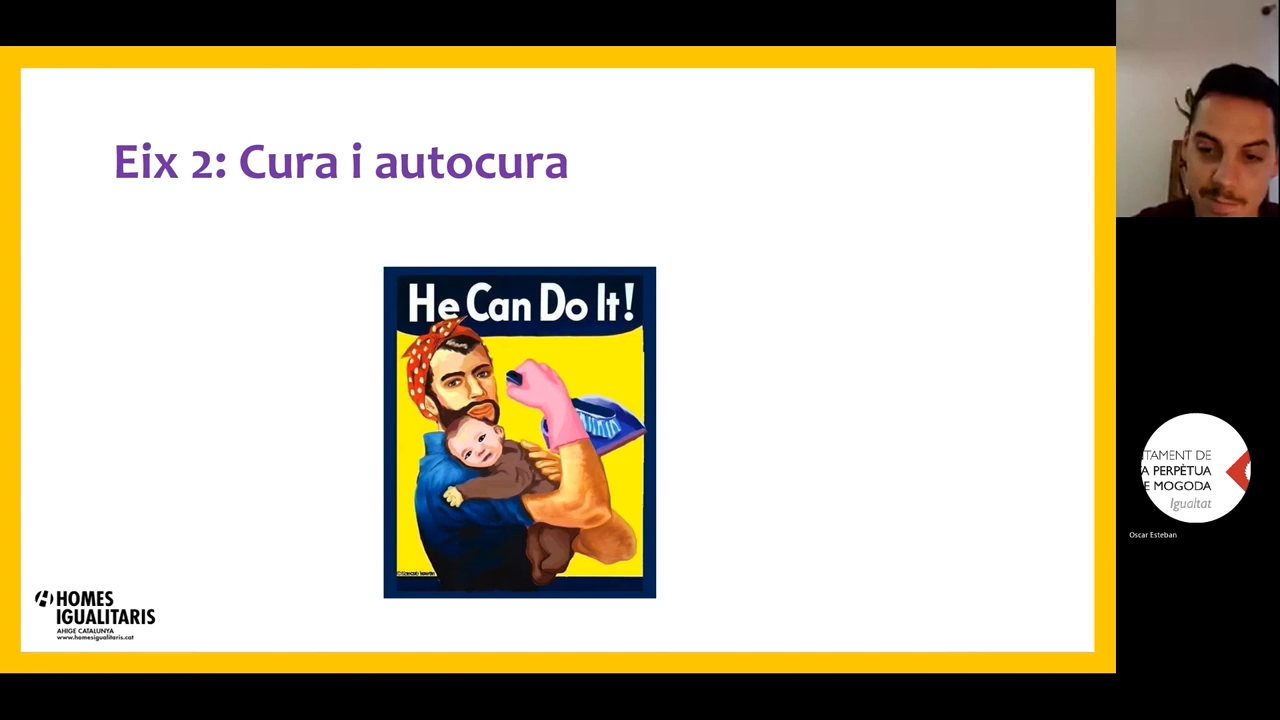 Eix 2: Cura i autocura
He Can Do It!
HOMES
IGUALITARIS
AHIGE CATALUNYA
www.homesigualitaris.cat
TAMENT DE
A PERPÈTUA
E MOGODA
Igualtat
Oscar Esteban